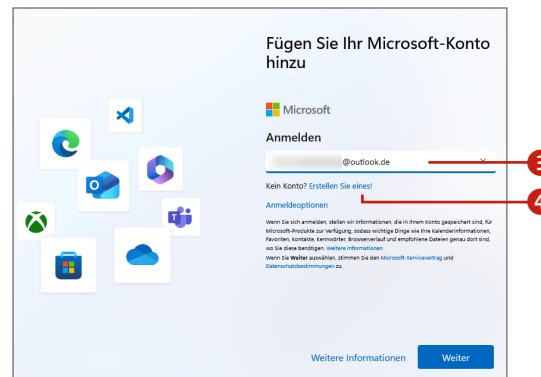 Fügen Sie Ihr Microsoft-Konto
hinzu
Microsoft
Anmelden
@outlook.de
3
Kein Konto? Erstellen Sie eines!
4
Anmeldeoptionen
Wenn Sie sich anmelden, stellen wir Informationen, die in Ihrem Konto gespeichert sind, für
Microsoft-Produkte zur Verfügung, sodass wichtige Dinge wie Ihre Kalenderinformationen,
Favoriten, Kontakte, Kennwörter, Browserverlauf und empfohlene Dateien genau dort sind,
wo Sie diese benötigen. Weitere Informationen
Wenn Sie Weiter auswählen, stimmen Sie den Microsoft-Servicevertrag und
Datenschutzbestimmungen zu.
Weitere Informationen
Weiter